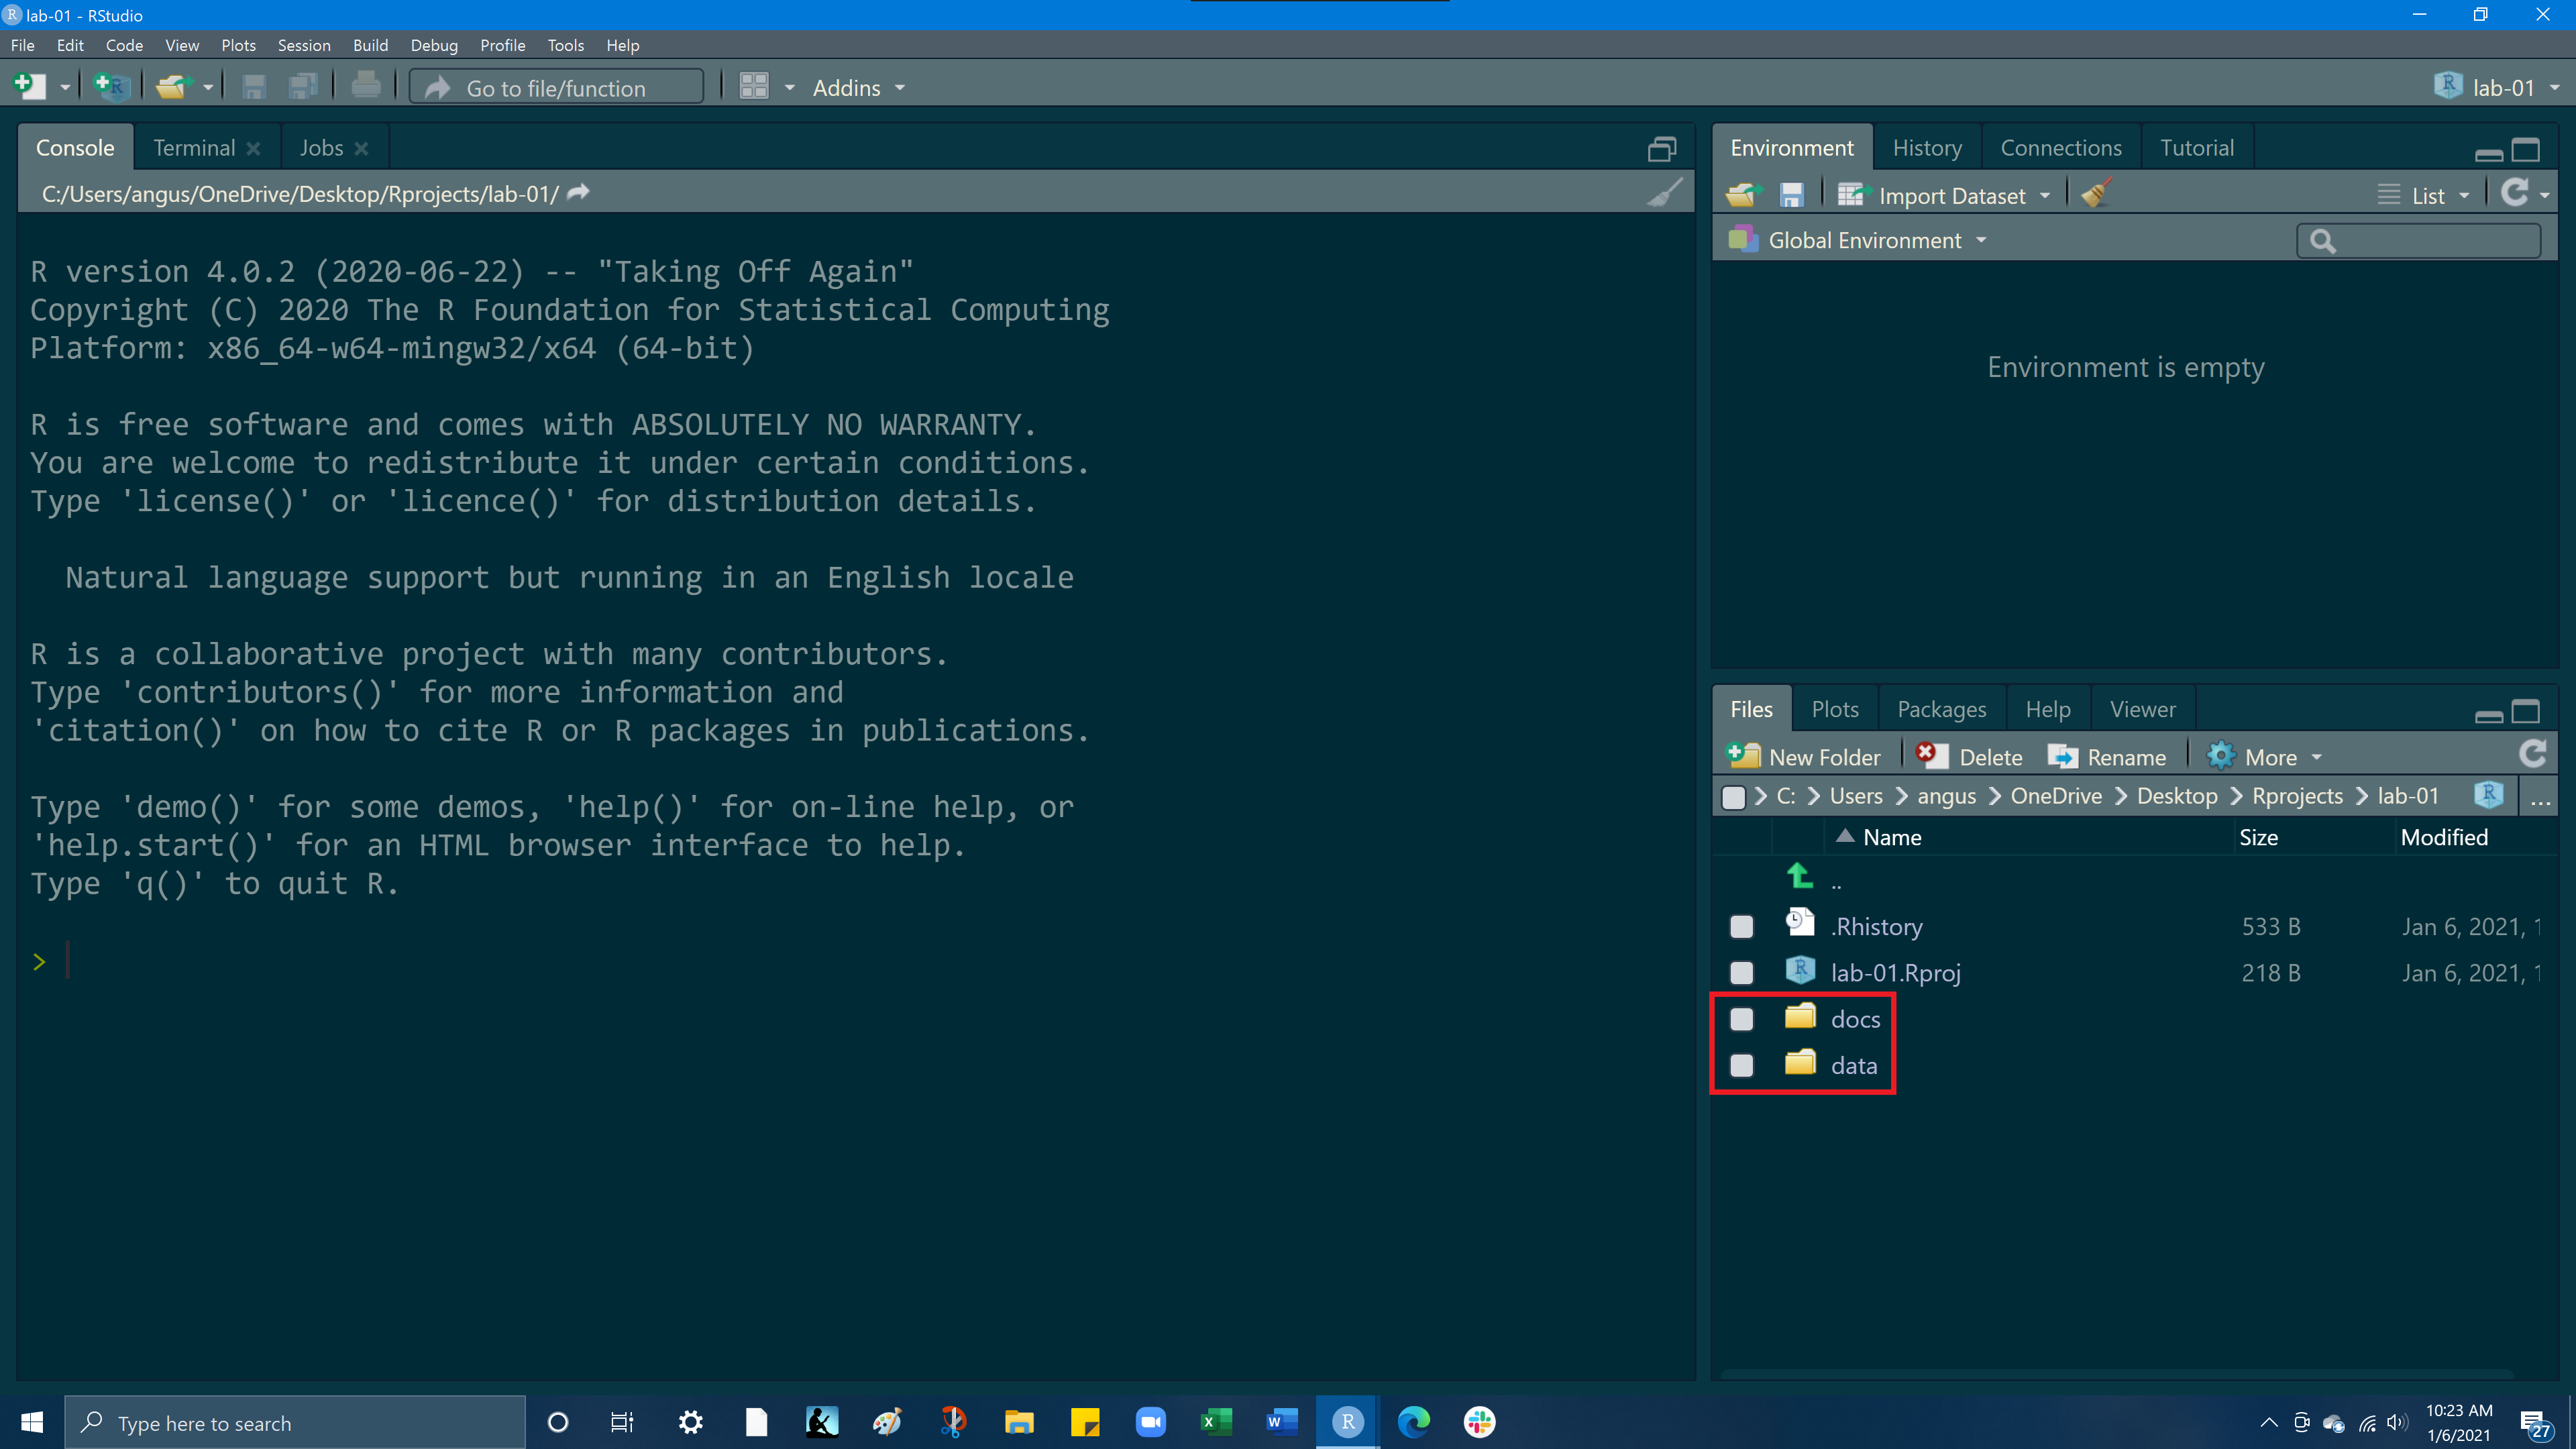 lab-01 - RStudio
File Edit Code View Plots Session Build Debug Profile Tools Help
Go to file/function Addins lab-01
Console Terminal Jobs
C:/Users/angus/OneDrive/Desktop/Rprojects/lab-01/
R version 4.0.2 (2020-06-22) -- "Taking Off Again"
Copyright (C) 2020 The R Foundation for Statistical Computing
Platform: x86_64-w64-mingw32/x64 (64-bit)
R is free software and comes with ABSOLUTELY NO WARRANTY.
You are welcome to redistribute it under certain conditions.
Type 'license()' or 'licence()' for distribution details.
Natural language support but running in an English locale
R is a collaborative project with many contributors.
Type 'contributors()' for more information and
'citation()' on how to cite R or R packages in publications.
Type 'demo()' for some demos, 'help()' for on-line help, or
'help.start()' for an HTML browser interface to help.
Type 'q()' to quit R.
>
Environment History Connections Tutorial
Import Dataset List
Global Environment
Environment is empty
Files Plots Packages Help Viewer
New Folder Delete Rename More
C: Users angus OneDrive Desktop Rprojects lab-01 ...
Name Size Modified
..
.Rhistory 533 B Jan 6, 2021, 1
lab-01.Rproj 218 B Jan 6, 2021, 1
docs
data
Type here to search
10:23 AM
1/6/2021
27